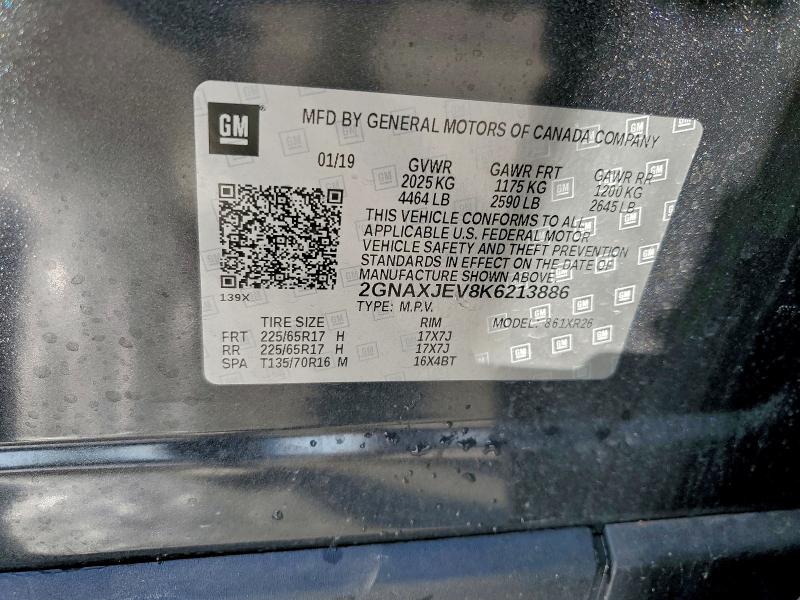 GM
MFD BY GENERAL MOTORS OF CANADA COMPANY
01/19 GVWR GAWR FRT GAWR RR
2025 KG 1175 KG 1200 KG
4464 LB 2590 LB 2645 LB
THIS VEHICLE CONFORMS TO ALL
APPLICABLE U.S. FEDERAL MOTOR
VEHICLE SAFETY AND THEFT PREVENTION
STANDARDS IN EFFECT ON THE DATE OF
MANUFACTURE SHOWN ABOVE
139X
2GNAXJEV8K6213886
TYPE: M.P.V.
TIRE SIZE RIM MODEL: 861XR26
FRT 225/65R17 H 17X7J
RR 225/65R17 H 17X7J
SPA T135/70R16 M 16X4BT